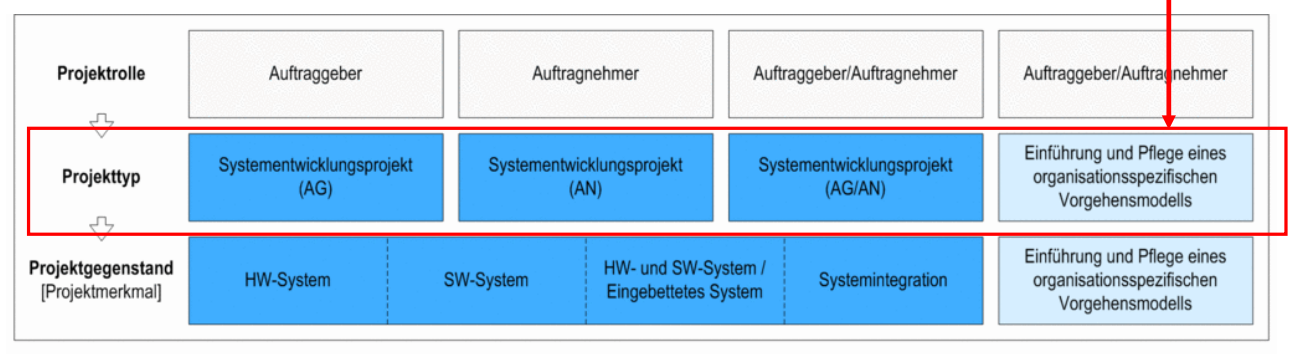 Projektrolle
Auftraggeber
Auftragnehmer
Auftraggeber/Auftragnehmer
Auftraggeber/Auftragnehmer
Projekttyp
Systementwicklungsprojekt
(AG)
Systementwicklungsprojekt
(AN)
Systementwicklungsprojekt
(AG/AN)
Einführung und Pflege eines
organisationsspezifischen
Vorgehensmodells
Projektgegenstand
[Projektmerkmal]
HW-System
SW-System
HW- und SW-System /
Eingebettetes System
Systemintegration
Einführung und Pflege eines
organisationsspezifischen
Vorgehensmodells